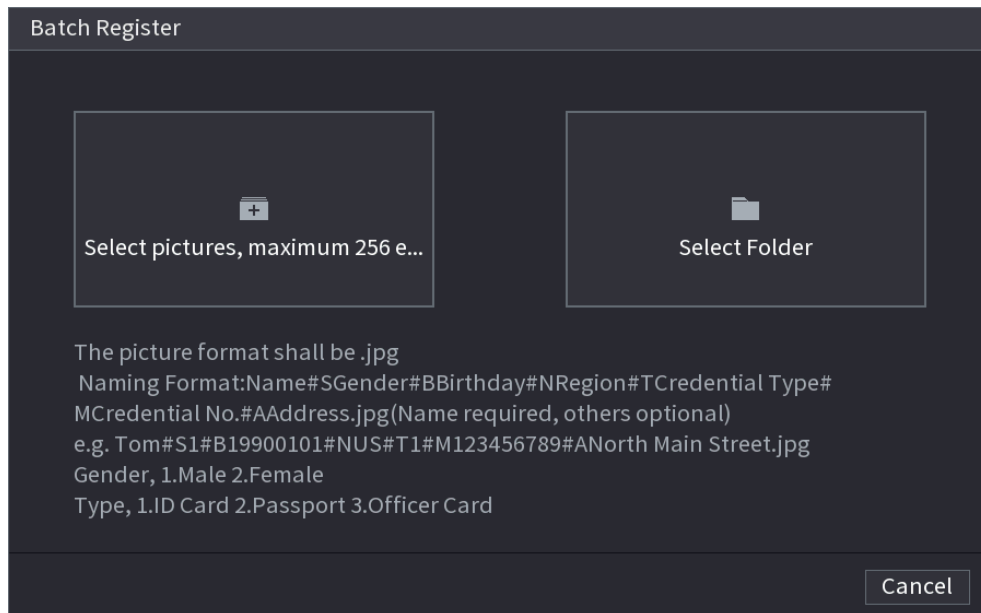 Batch Register
Select pictures, maximum 256 e...
Select Folder
The picture format shall be .jpg
Naming Format:Name#SGender#BBirthday#NRegion#TCredential Type#
MCredential No.#AAddress.jpg(Name required, others optional)
e.g. Tom#S1#B19900101#NUS#T1#M123456789#ANorth Main Street.jpg
Gender, 1.Male 2.Female
Type, 1.ID Card 2.Passport 3.Officer Card
Cancel